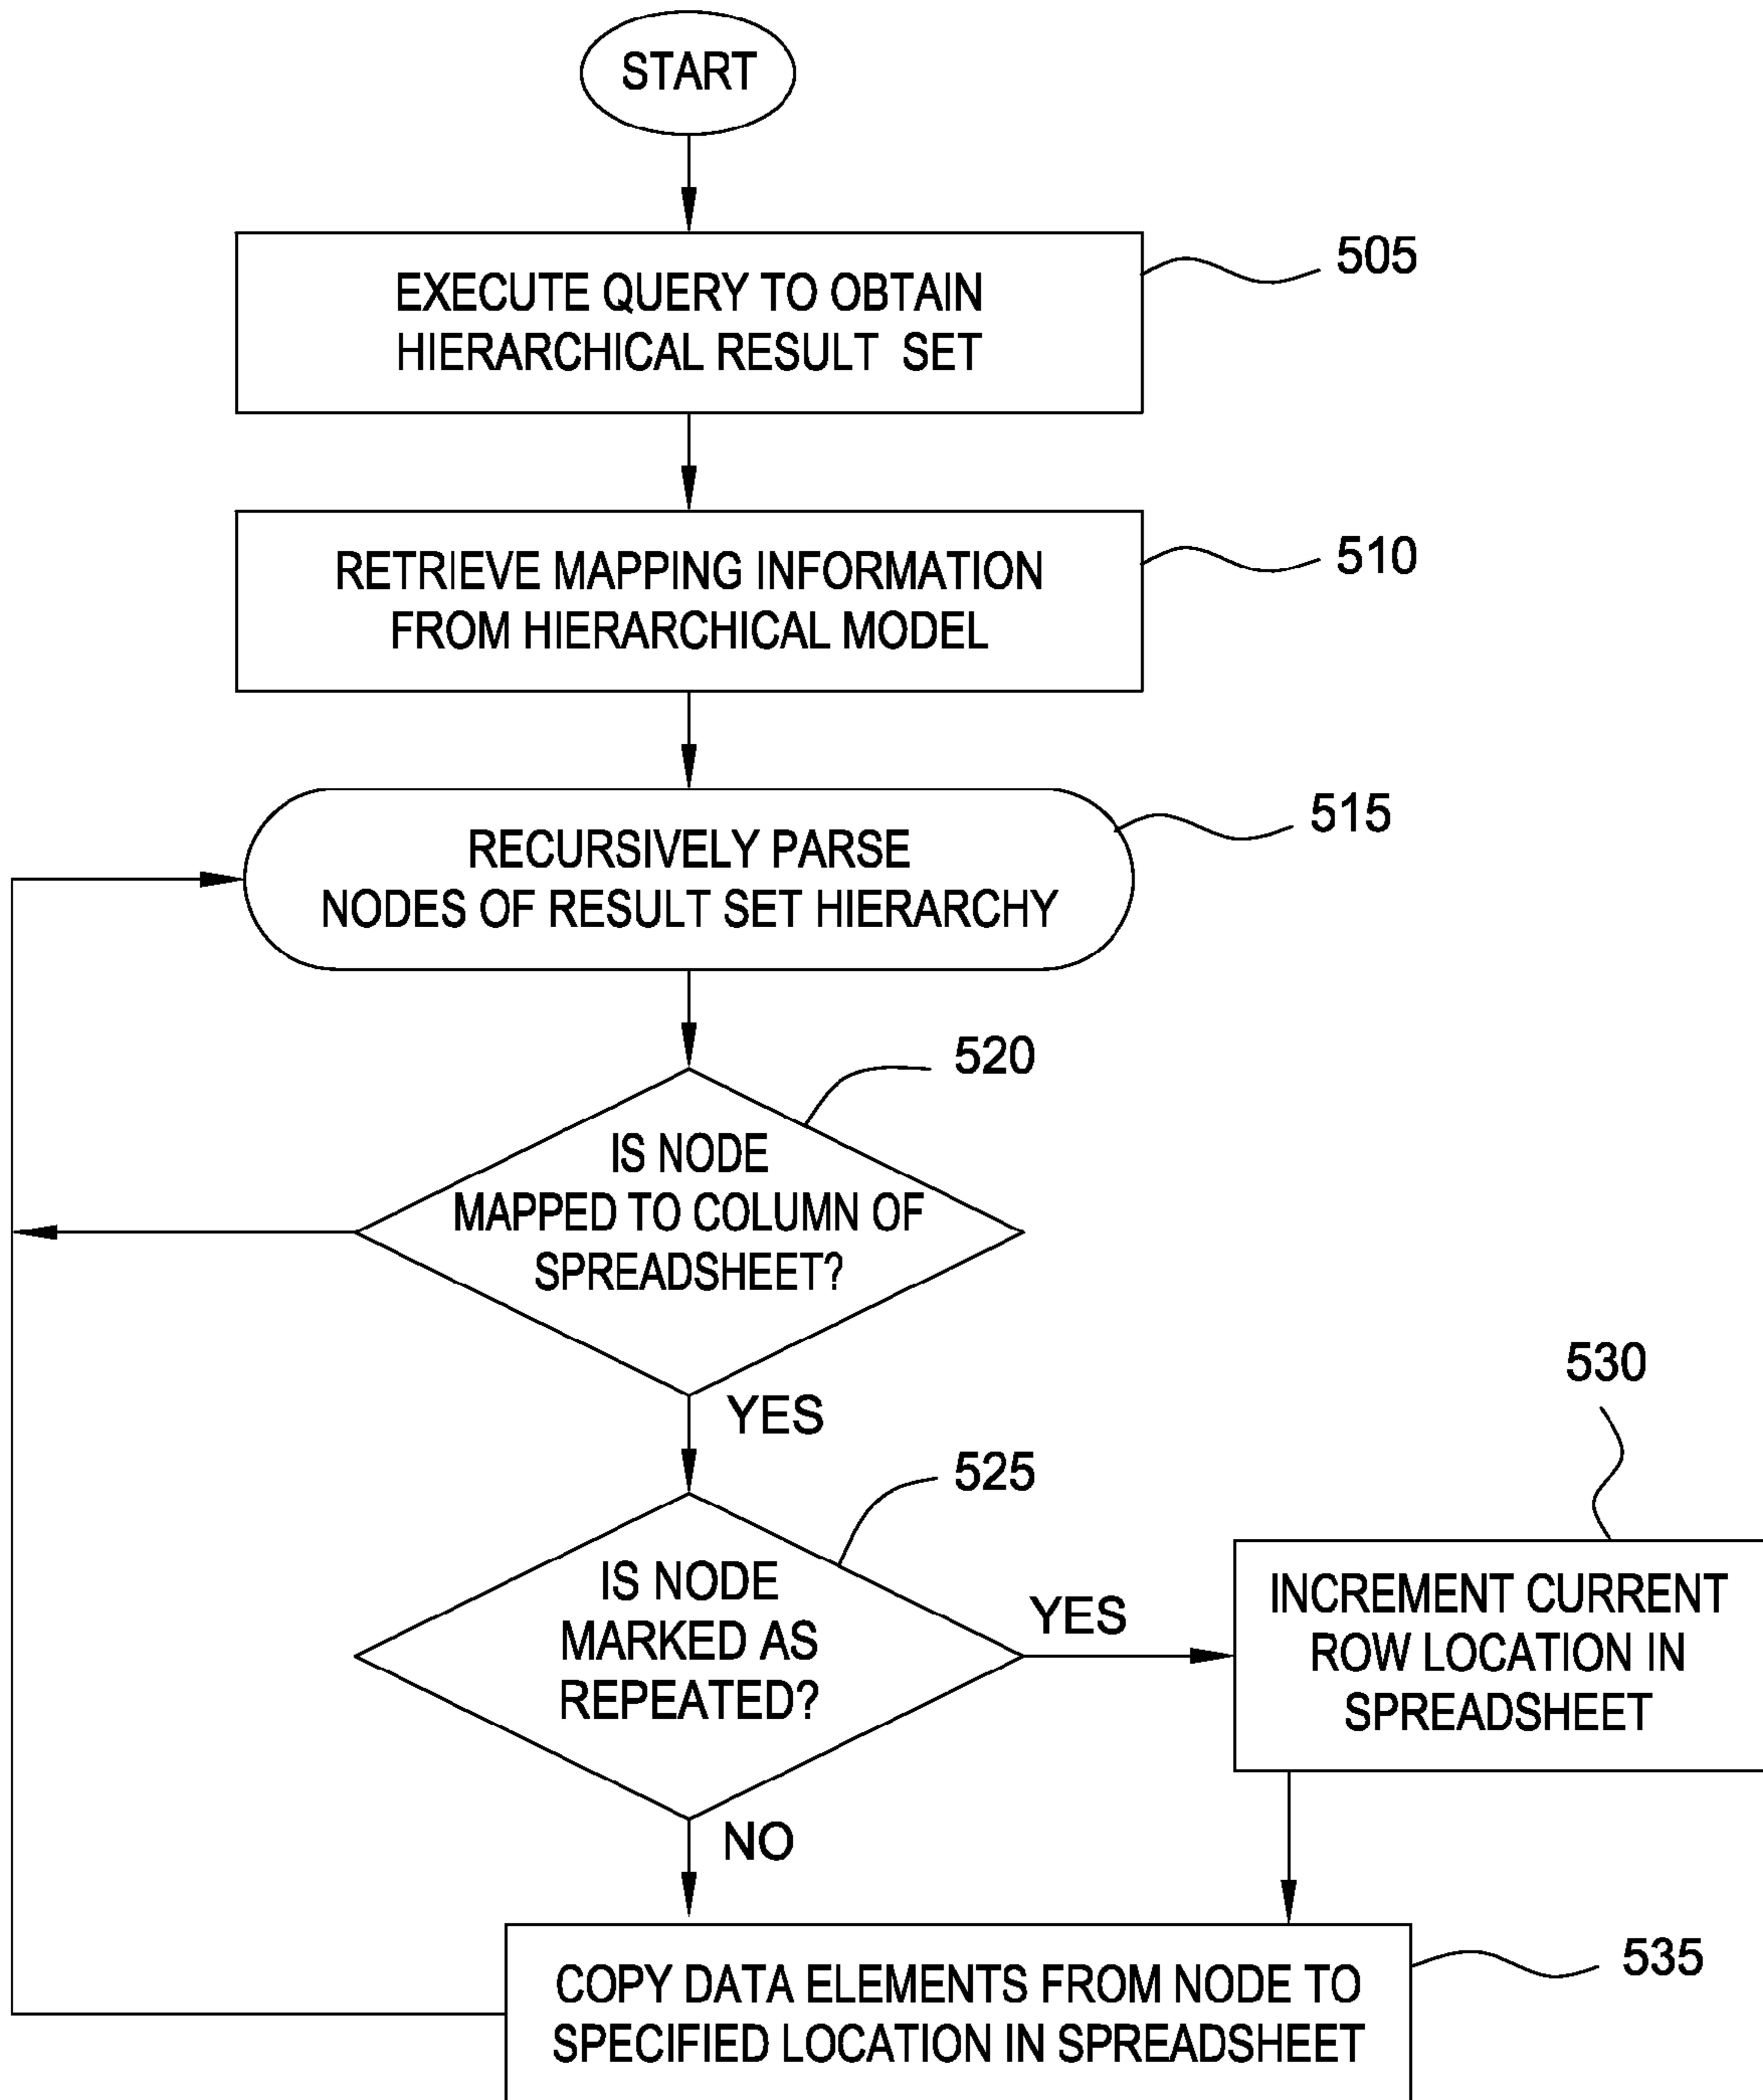 START
EXECUTE QUERY TO OBTAIN
HIERARCHICAL RESULT SET
505
RETRIEVE MAPPING INFORMATION
FROM HIERARCHICAL MODEL
510
RECURSIVELY PARSE
NODES OF RESULT SET HIERARCHY
515
520
IS NODE
MAPPED TO COLUMN OF
SPREADSHEET?
YES
525
IS NODE
MARKED AS
REPEATED?
YES
530
INCREMENT CURRENT
ROW LOCATION IN
SPREADSHEET
NO
COPY DATA ELEMENTS FROM NODE TO
SPECIFIED LOCATION IN SPREADSHEET
535